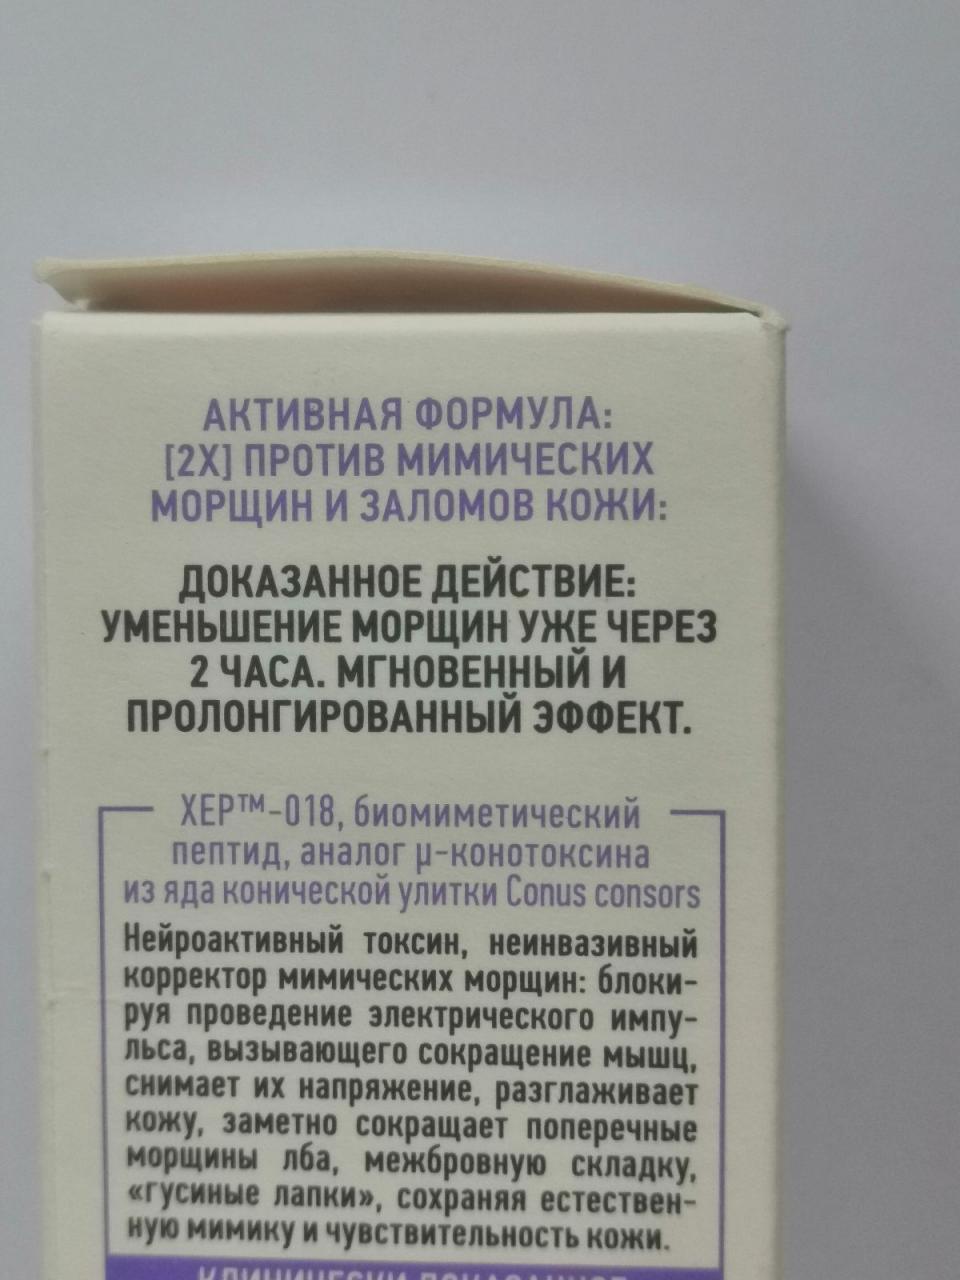 АКТИВНАЯ ФОРМУЛА:
[2X] ПРОТИВ МИМИЧЕСКИХ
МОРЩИН И ЗАЛОМОВ КОЖИ:
ДОКАЗАННОЕ ДЕЙСТВИЕ:
УМЕНЬШЕНИЕ МОРЩИН УЖЕ ЧЕРЕЗ
2 ЧАСА. МГНОВЕННЫЙ И
ПРОЛОНГИРОВАННЫЙ ЭФФЕКТ.
XEP™-018, биомиметический
пептид, аналог μ-конотоксина
из яда конической улитки Conus consors
Нейроактивный токсин, неинвазивный
корректор мимических морщин: блоки-
руя проведение электрического импу-
льса, вызывающего сокращение мышц,
снимает их напряжение, разглаживает
кожу, заметно сокращает поперечные
морщины лба, межбровную складку,
«гусиные лапки», сохраняя естествен-
ную мимику и чувствительность кожи.
КЛИНИЧЕСКИ ДОКАЗАННОЕ